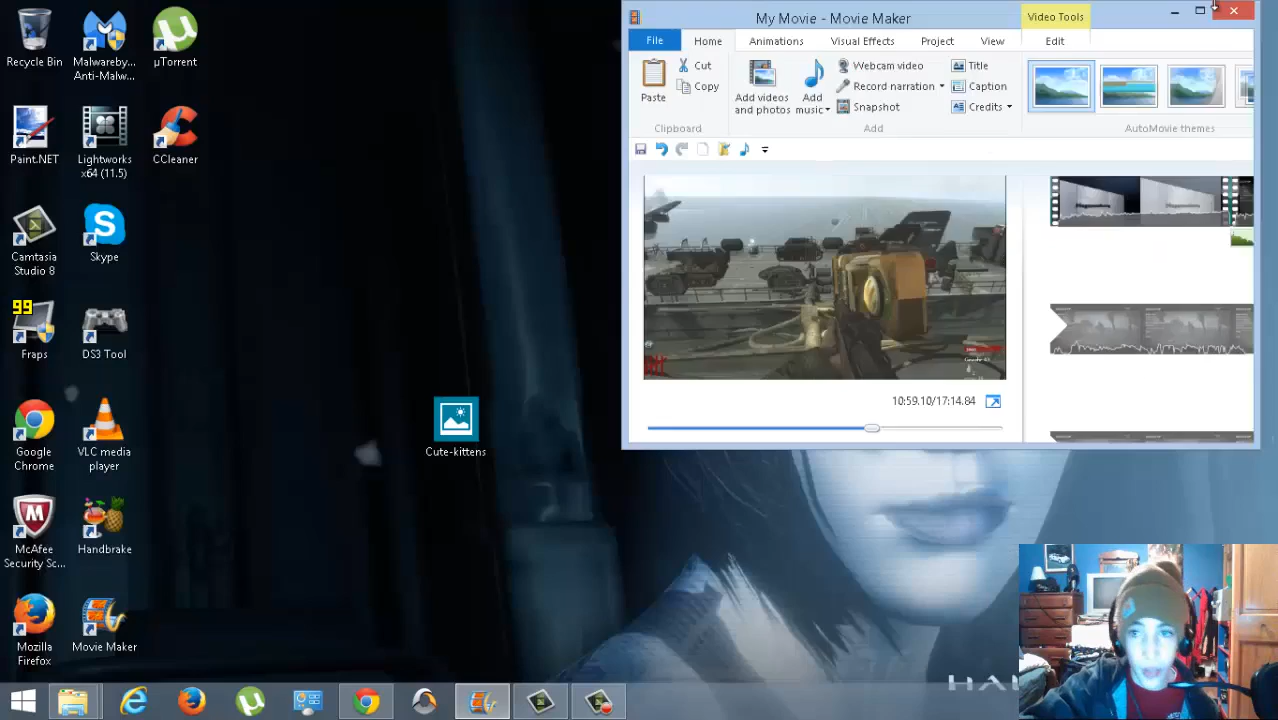 Recycle Bin
Malwareby...
Anti-Malw...
µTorrent
Paint.NET
Lightworks
x64 (11.5)
CCleaner
Camtasia
Studio 8
Skype
99
Fraps
DS3 Tool
Google
Chrome
VLC media
player
McAfee
Security Sc...
Handbrake
Mozilla
Firefox
Movie Maker
Cute-kittens
My Movie - Movie Maker
Video Tools
File
Home
Animations
Visual Effects
Project
View
Edit
Paste
Cut
Copy
Clipboard
Add videos
and photos
Add
music
Webcam video
Record narration
Snapshot
Title
Caption
Credits
Add
AutoMovie themes
10:59.10/17:14.84
HA